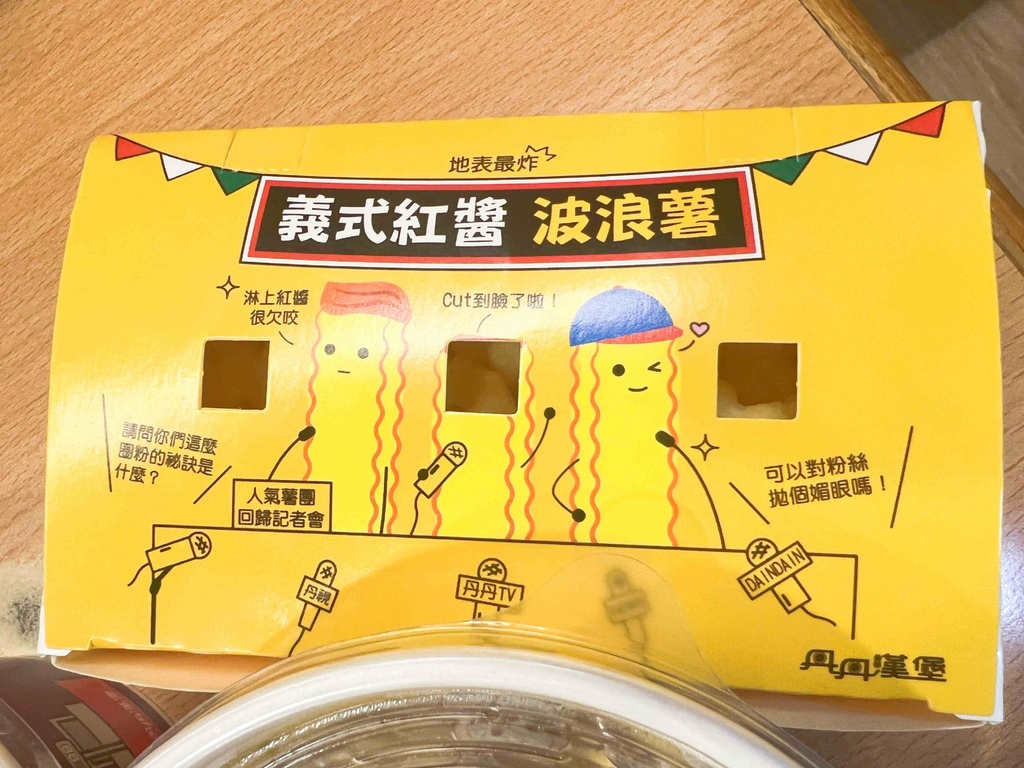 地表最炸
義式紅醬 波浪薯
淋上紅醬
很欠咬
Cut到臉了啦！
請問你們這麼
圈粉的祕訣是
什麼？
可以對粉絲
拋個媚眼嗎！
人氣薯團
回歸記者會
丹視
丹丹TV
DAINDAIN
丹丹漢堡